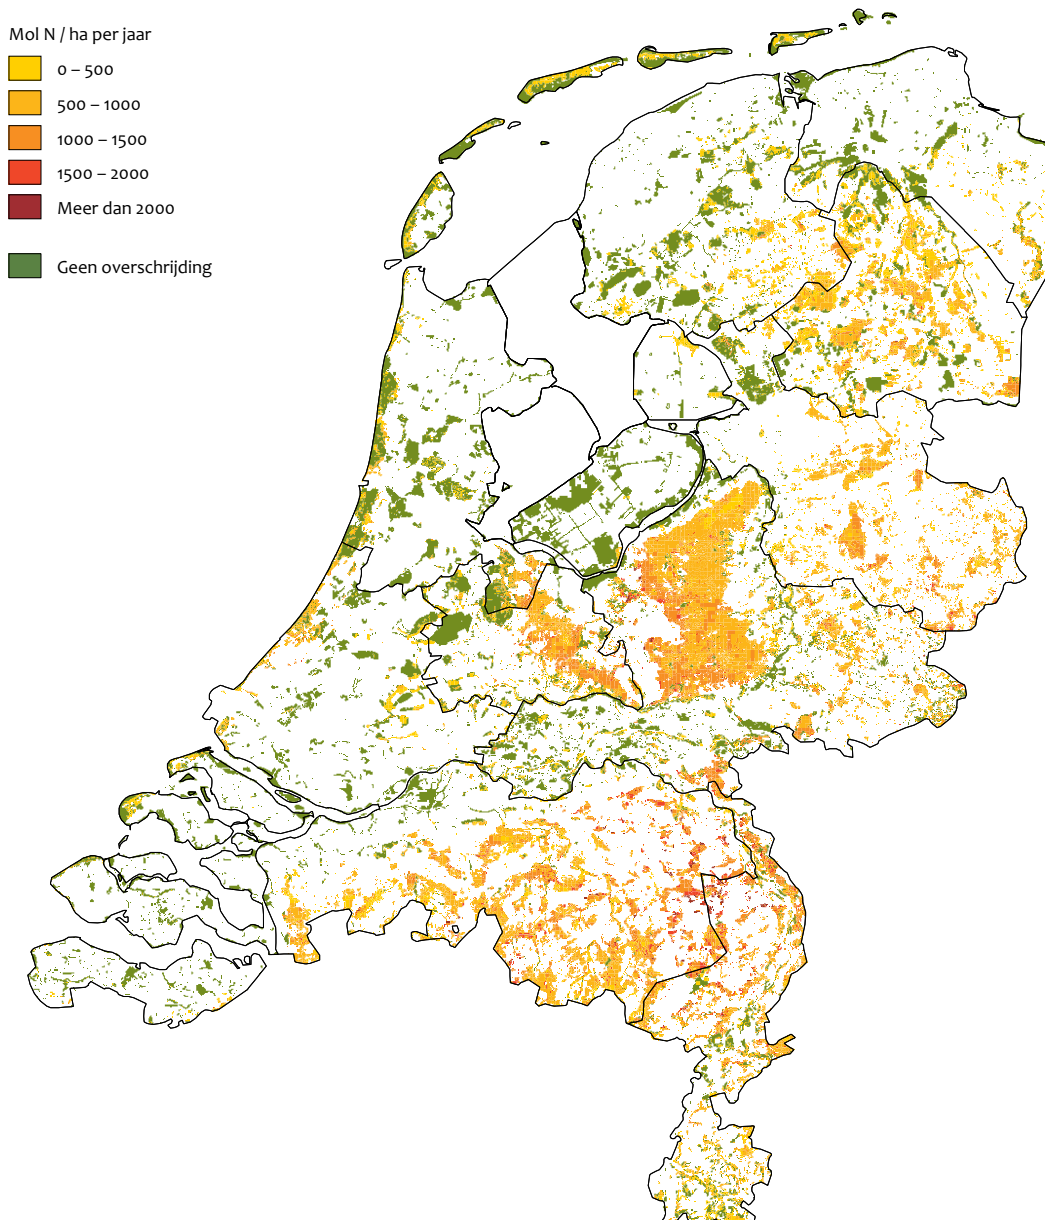 Mol N / ha per jaar
0 – 500
500 – 1000
1000 – 1500
1500 – 2000
Meer dan 2000
Geen overschrijding